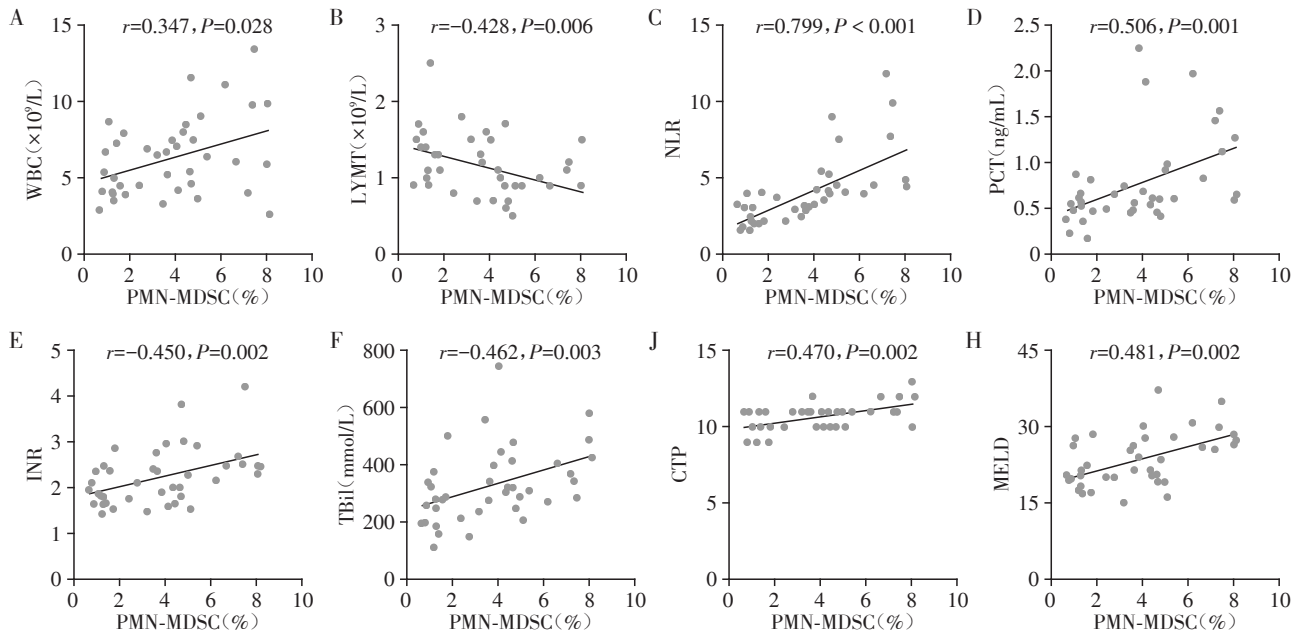 A
r=0.347,P=0.028
WBC(×10⁹/L)
15
10
5
0
0 2 4 6 8 10
PMN-MDSC(%)
B
r=−0.428,P=0.006
LYMT(×10⁹/L)
3
2
1
0
0 2 4 6 8 10
PMN-MDSC(%)
C
r=0.799,P<0.001
NLR
15
10
5
0
0 2 4 6 8 10
PMN-MDSC(%)
D
r=0.506,P=0.001
PCT(ng/mL)
2.5
2.0
1.5
1.0
0.5
0.0
0 2 4 6 8 10
PMN-MDSC(%)
E
r=−0.450,P=0.002
INR
5
4
3
2
1
0
0 2 4 6 8 10
PMN-MDSC(%)
F
r=−0.462,P=0.003
TBil(mmol/L)
800
600
400
200
0
0 2 4 6 8 10
PMN-MDSC(%)
J
r=0.470,P=0.002
CTP
15
10
5
0
0 2 4 6 8 10
PMN-MDSC(%)
H
r=0.481,P=0.002
MELD
45
30
15
0
0 2 4 6 8 10
PMN-MDSC(%)